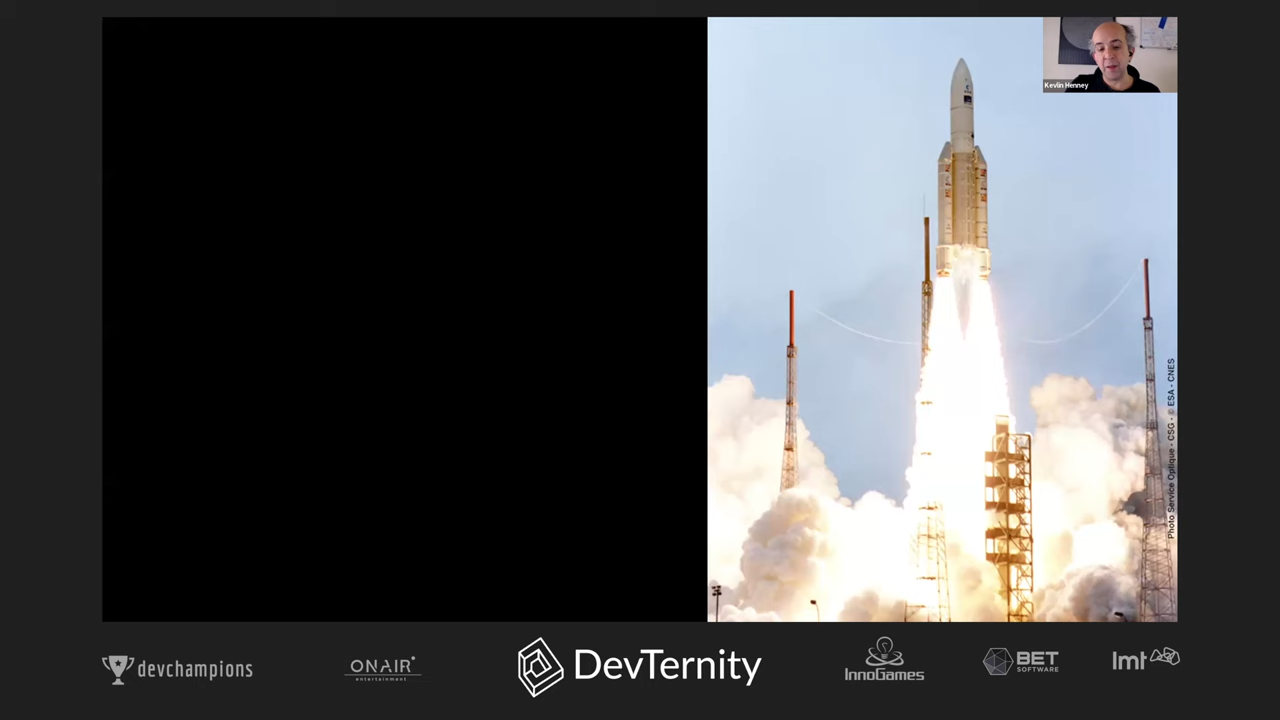 Kevlin Henney
Photo Service Optique - CSG - © ESA - CNES
devchampions
ONAIR
entertainment
DevTernity
InnoGames
BET
SOFTWARE
lmt